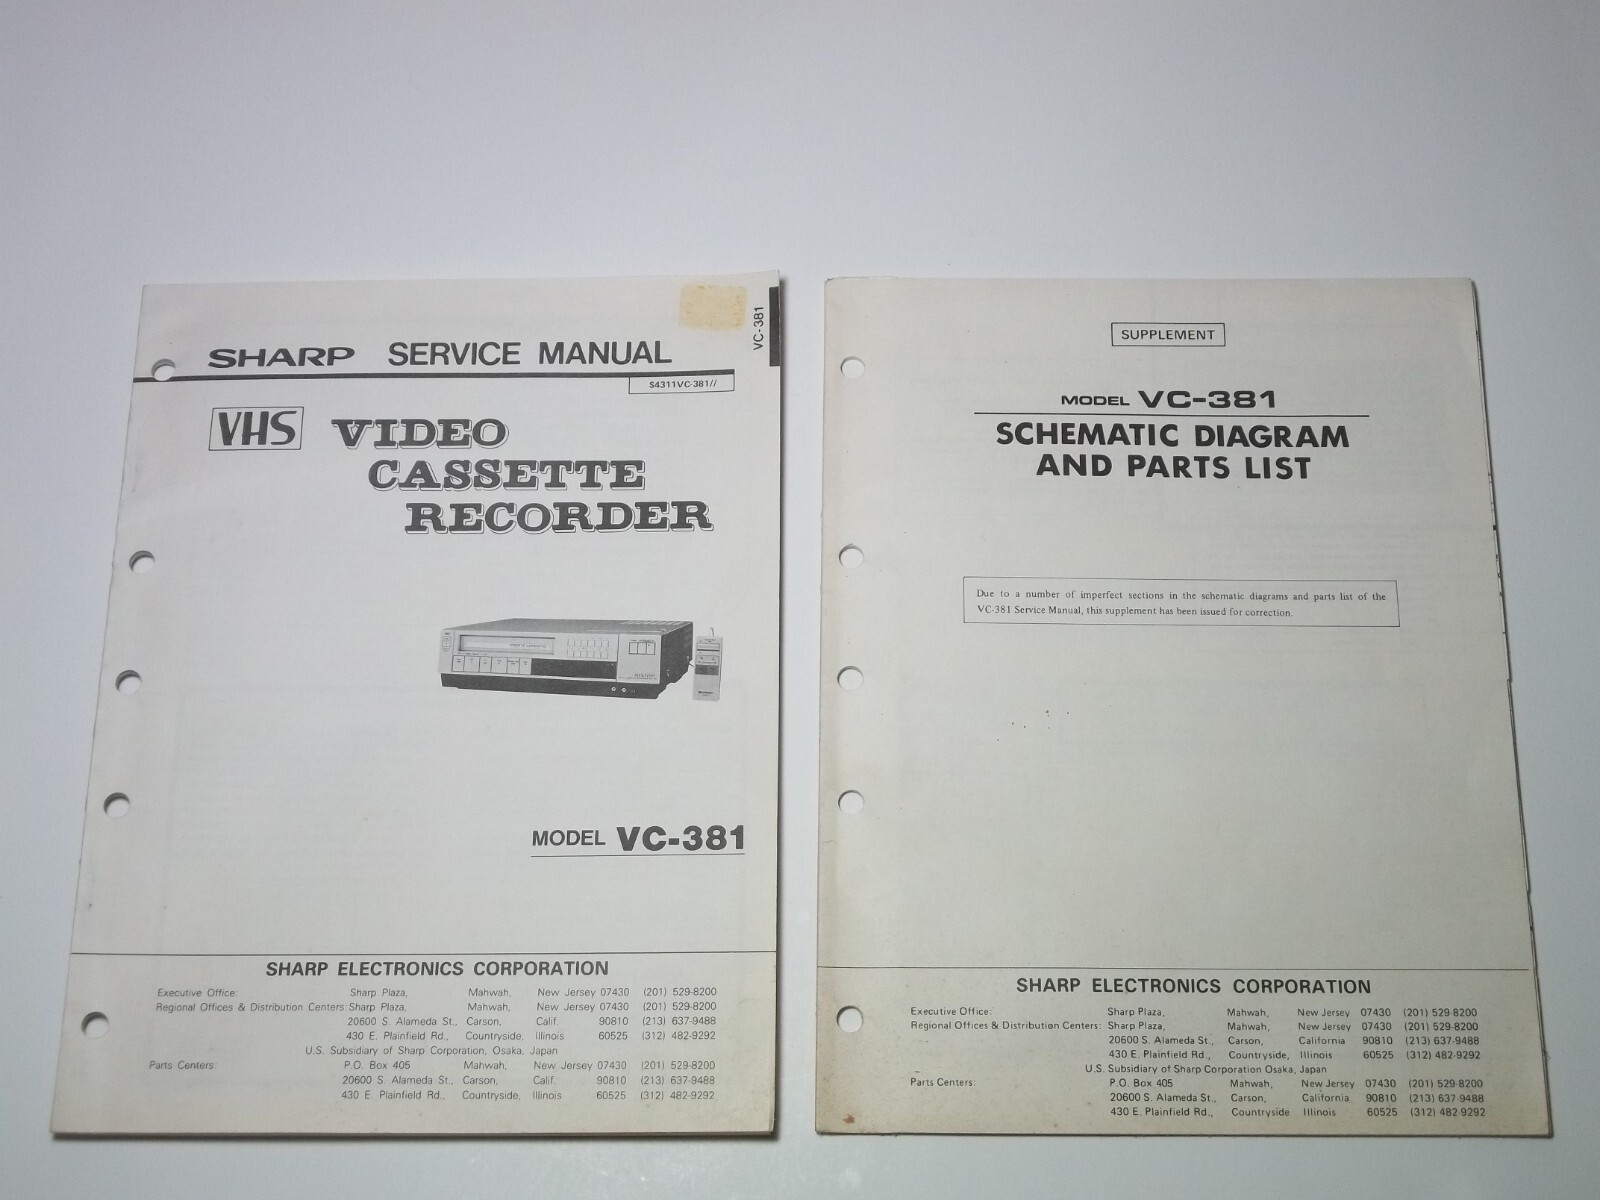 VC-381
SHARP SERVICE MANUAL
S4311VC-381//
VHS VIDEO
CASSETTE
RECORDER
MODEL VC-381
SHARP ELECTRONICS CORPORATION
Executive Office: Sharp Plaza, Mahwah, New Jersey 07430 (201) 529-8200
Regional Offices & Distribution Centers: Sharp Plaza, Mahwah, New Jersey 07430 (201) 529-8200
20600 S. Alameda St., Carson, Calif. 90810 (213) 637-9488
430 E. Plainfield Rd., Countryside, Illinois 60525 (312) 482-9292
U.S. Subsidiary of Sharp Corporation, Osaka, Japan
Parts Centers: P.O. Box 405 Mahwah, New Jersey 07430 (201) 529-8200
20600 S. Alameda St., Carson, Calif. 90810 (213) 637-9488
430 E. Plainfield Rd., Countryside, Illinois 60525 (312) 482-9292
SUPPLEMENT
MODEL VC-381
SCHEMATIC DIAGRAM
AND PARTS LIST
Due to a number of imperfect sections in the schematic diagrams and parts list of the
VC-381 Service Manual, this supplement has been issued for correction.
SHARP ELECTRONICS CORPORATION
Executive Office: Sharp Plaza, Mahwah, New Jersey 07430 (201) 529-8200
Regional Offices & Distribution Centers: Sharp Plaza, Mahwah, New Jersey 07430 (201) 529-8200
20600 S. Alameda St., Carson, California 90810 (213) 637-9488
430 E. Plainfield Rd., Countryside, Illinois 60525 (312) 482-9292
U.S. Subsidiary of Sharp Corporation Osaka, Japan
Parts Centers: P.O. Box 405 Mahwah, New Jersey 07430 (201) 529-8200
20600 S. Alameda St., Carson, California 90810 (213) 637-9488
430 E. Plainfield Rd., Countryside Illinois 60525 (312) 482-9292